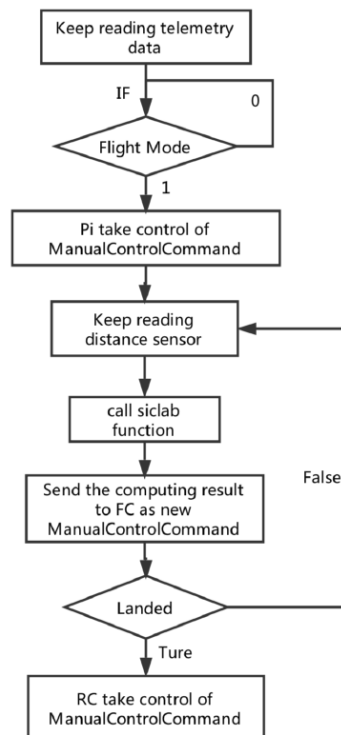 Keep reading telemetry
data
IF
0
Flight Mode
1
Pi take control of
ManualControlCommand
Keep reading
distance sensor
call siclab
function
False
Send the computing result
to FC as new
ManualControlCommand
Landed
Ture
RC take control of
ManualControlCommand